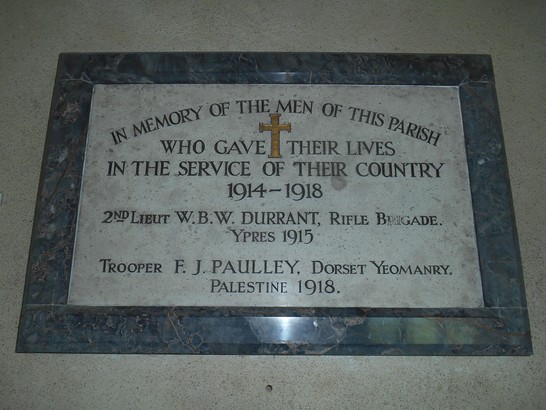 IN MEMORY OF THE MEN OF THIS PARISH
WHO GAVE THEIR LIVES
IN THE SERVICE OF THEIR COUNTRY
1914-1918
2ND LIEUT W.B.W. DURRANT, RIFLE BRIGADE.
YPRES 1915
TROOPER F. J. PAULLEY, DORSET YEOMANRY.
PALESTINE 1918.